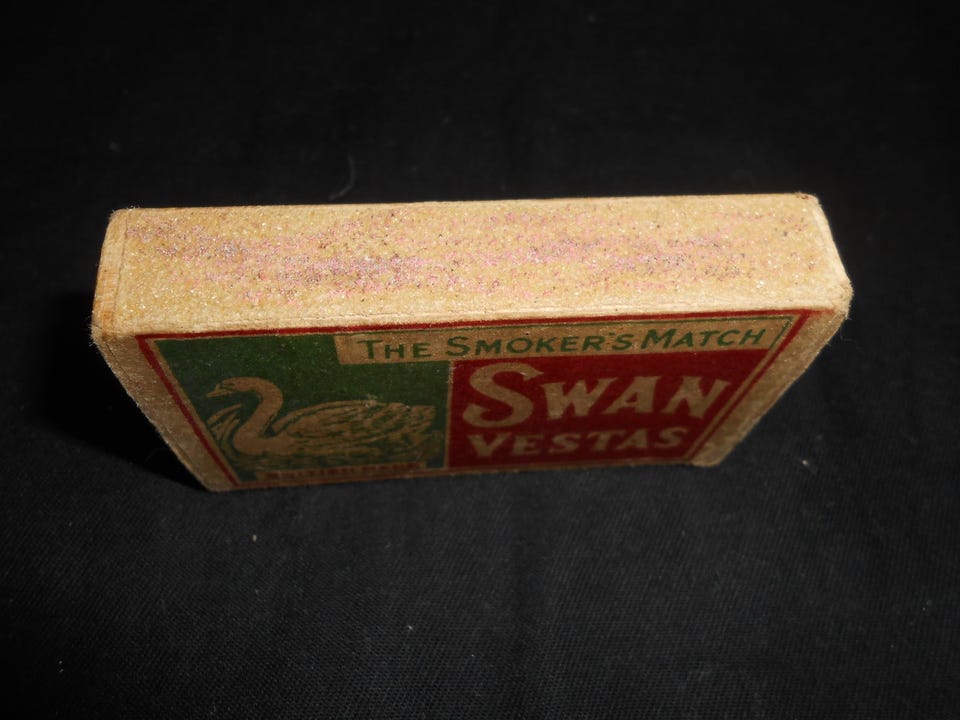 THE SMOKER'S MATCH
SWAN
VESTAS